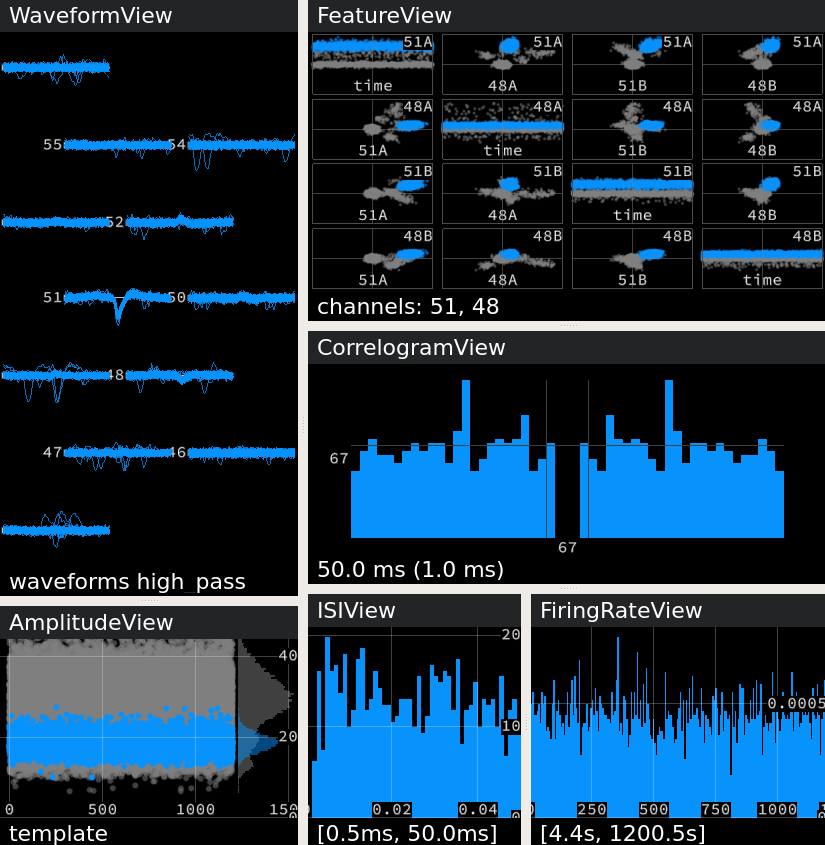 WaveformView
55 54
52
51 50
48
47 46
waveforms high_pass
FeatureView
51A 51A 51A 51A
time 48A 51B 48B
48A 48A 48A 48A
51A time 51B 48B
51B 51B 51B 51B
51A 48A time 48B
48B 48B 48B 48B
51A 48A 51B time
channels: 51, 48
CorrelogramView
67
67
50.0 ms (1.0 ms)
AmplitudeView
40
20
0 500 1000
template
ISIView
20
10
0.02 0.04
[0.5ms, 50.0ms]
FiringRateView
0.0005
250 500 750 1000
[4.4s, 1200.5s]